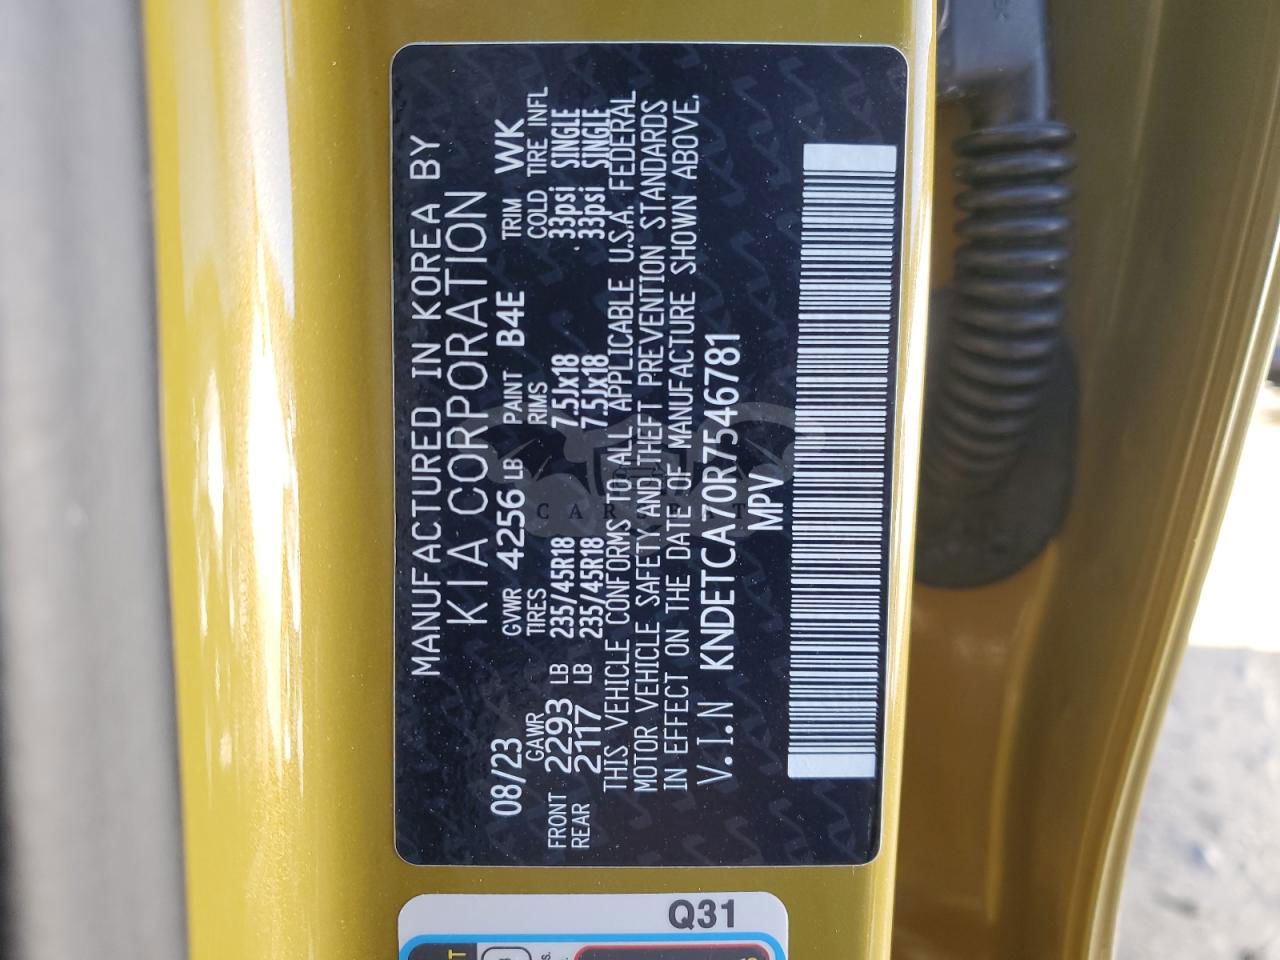 MANUFACTURED IN KOREA BY
KIA CORPORATION
08/23 GVWR 4256 LB PAINT B4E TRIM WK
GAWR TIRES RIMS COLD TIRE INFL
FRONT 2293 LB 235/45R18 7.5Jx18 33psi SINGLE
REAR 2117 LB 235/45R18 7.5Jx18 33psi SINGLE
THIS VEHICLE CONFORMS TO ALL APPLICABLE U.S.A. FEDERAL
MOTOR VEHICLE SAFETY AND THEFT PREVENTION STANDARDS
IN EFFECT ON THE DATE OF MANUFACTURE SHOWN ABOVE.
V.I.N KNDETCA70R7546781
MPV
Q31